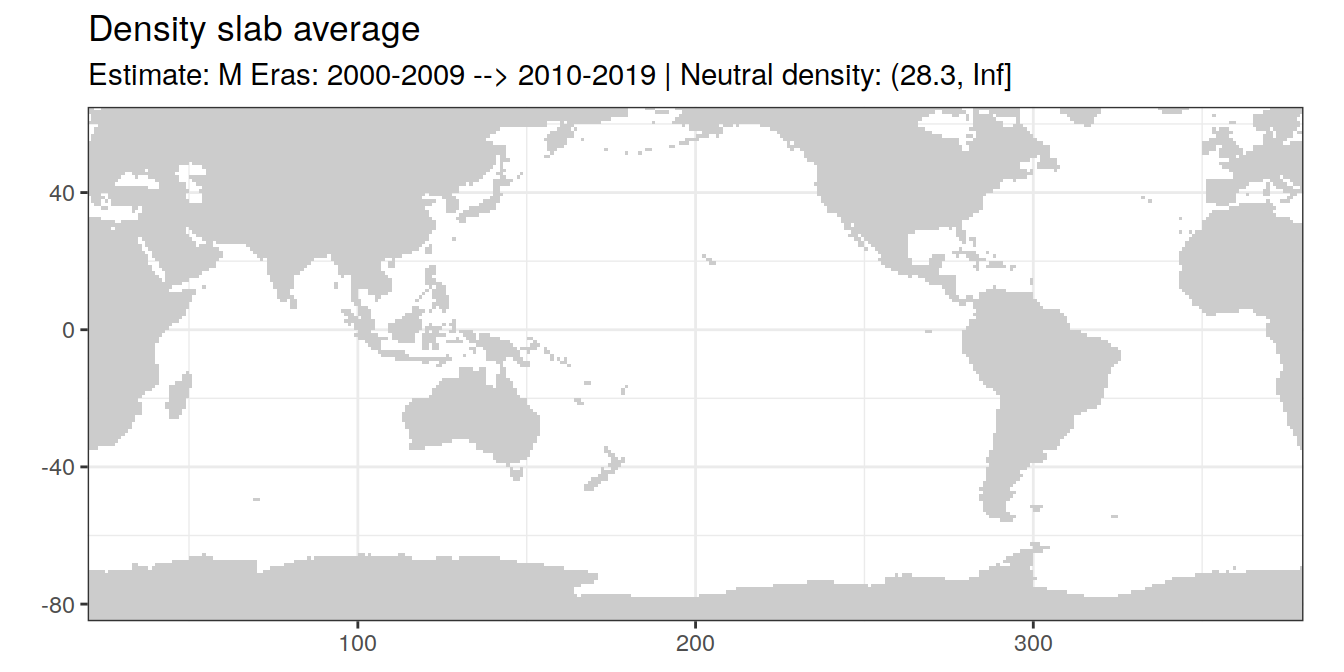 Density slab average
Estimate: M Eras: 2000-2009 --> 2010-2019 | Neutral density: (28.3, Inf]
40
0
-40
-80
100 200 300